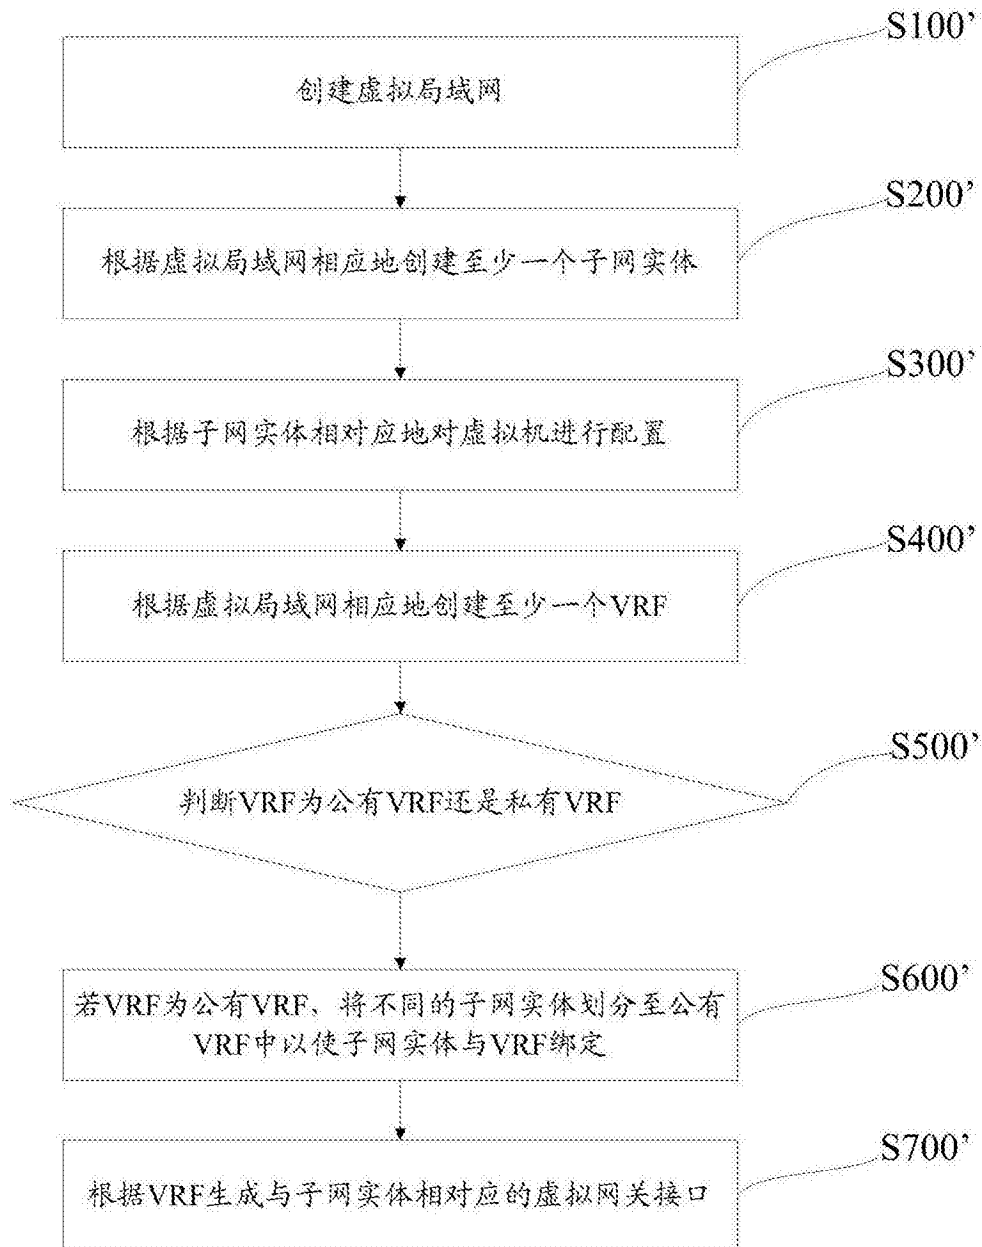 S100’
创建虚拟局域网
S200’
根据虚拟局域网相应地创建至少一个子网实体
S300’
根据子网实体相对应地对虚拟机进行配置
S400’
根据虚拟局域网相应地创建至少一个VRF
S500’
判断VRF为公有VRF还是私有VRF
S600’
若VRF为公有VRF、将不同的子网实体划分至公有
VRF中以使子网实体与VRF绑定
S700’
根据VRF生成与子网实体相对应的虚拟网关接口